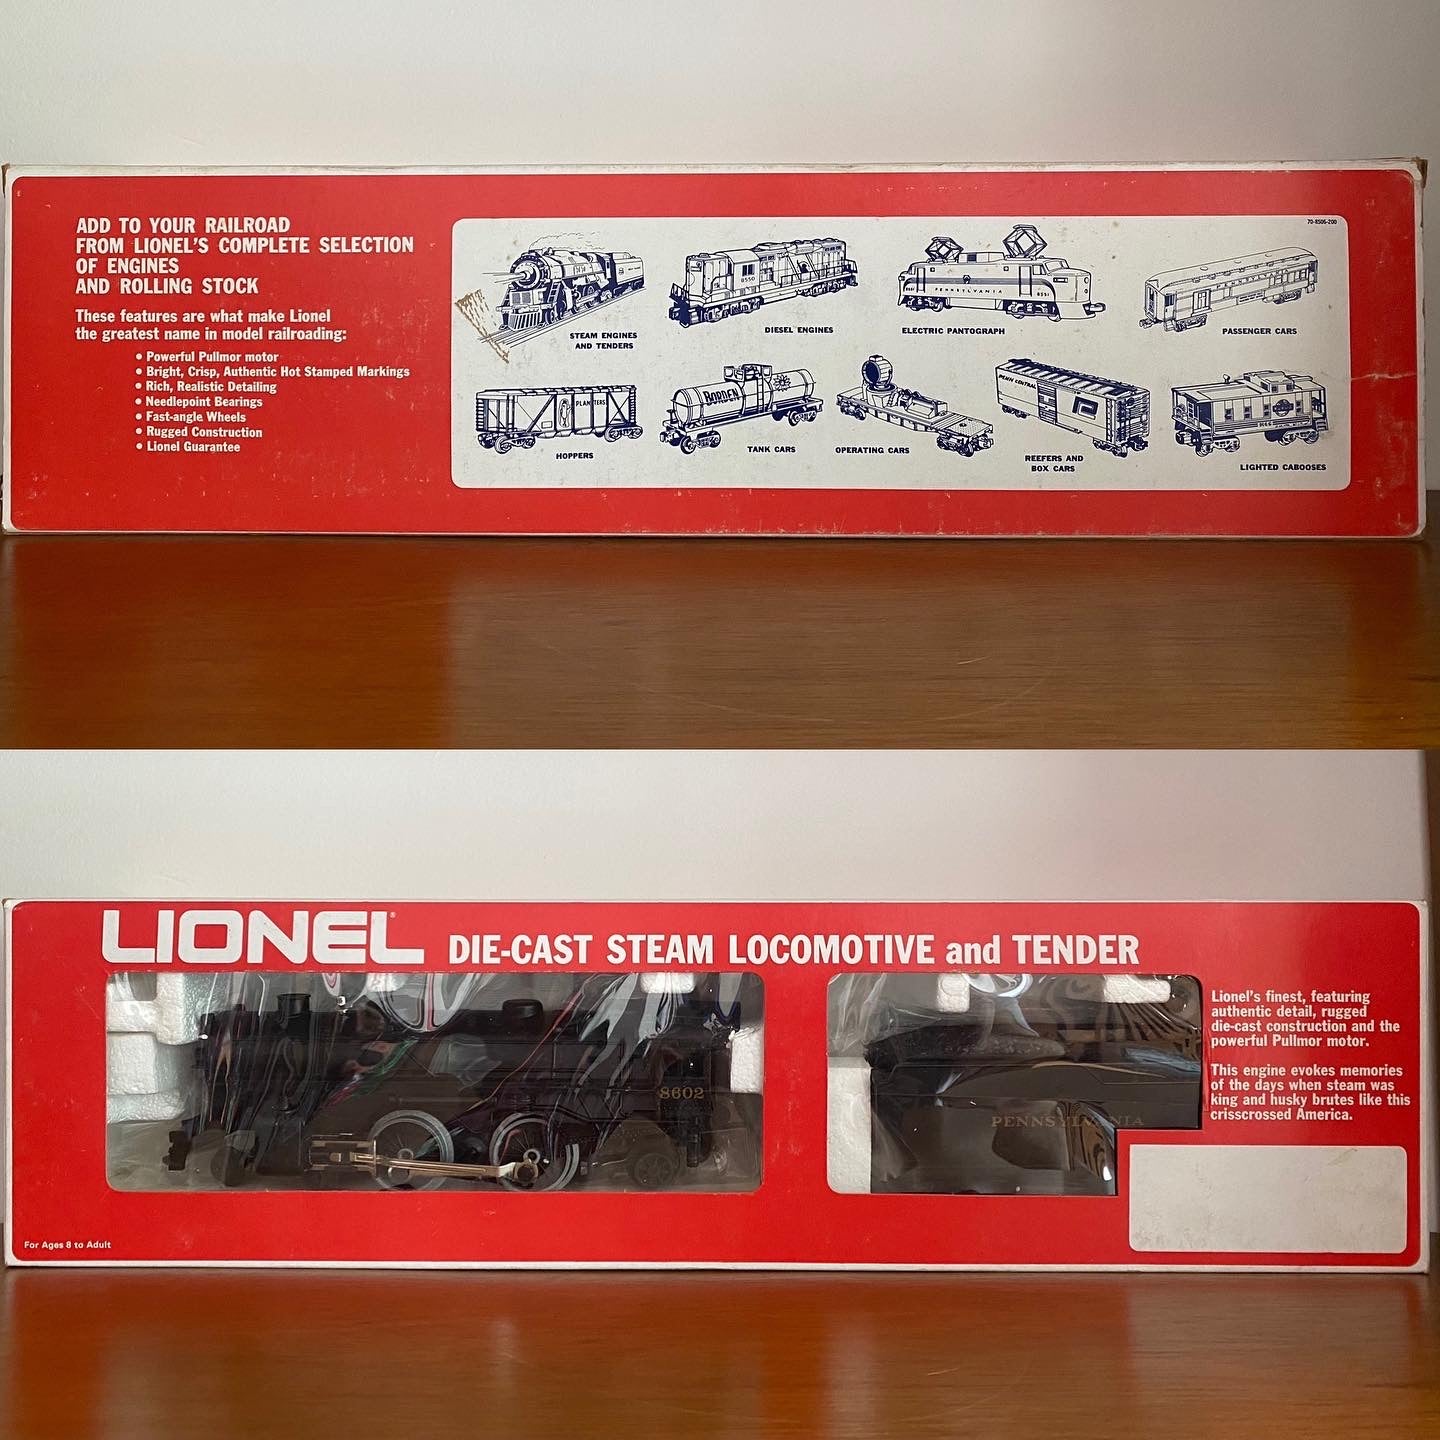 ADD TO YOUR RAILROAD
FROM LIONEL'S COMPLETE SELECTION
OF ENGINES
AND ROLLING STOCK
These features are what make Lionel
the greatest name in model railroading:
• Powerful Pullmor motor
• Bright, Crisp, Authentic Hot Stamped Markings
• Rich, Realistic Detailing
• Needlepoint Bearings
• Fast-angle Wheels
• Rugged Construction
• Lionel Guarantee
70-8506-200
STEAM ENGINES
AND TENDERS
8550
DIESEL ENGINES
PENNSYLVANIA
8551
ELECTRIC PANTOGRAPH
PASSENGER CARS
PLANTERS
HOPPERS
BORDEN
TANK CARS
OPERATING CARS
PENN CENTRAL
REEFERS AND
BOX CARS
LIGHTED CABOOSES
LIONEL® DIE-CAST STEAM LOCOMOTIVE and TENDER
8602
PENNSYLVANIA
Lionel's finest, featuring
authentic detail, rugged
die-cast construction and the
powerful Pullmor motor.
This engine evokes memories
of the days when steam was
king and husky brutes like this
crisscrossed America.
For Ages 8 to Adult